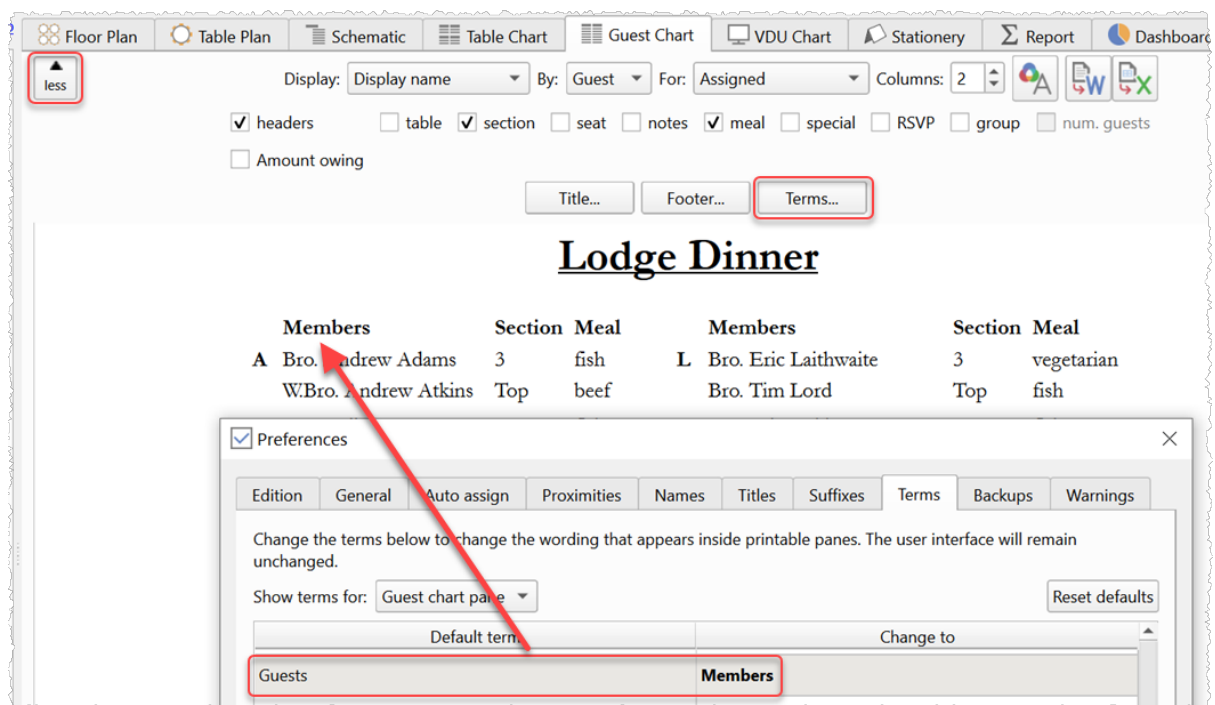 Floor Plan Table Plan Schematic Table Chart Guest Chart VDU Chart Stationery Report Dashboard
less Display: Display name By: Guest For: Assigned Columns: 2
headers table section seat notes meal special RSVP group num. guests
Amount owing
Title... Footer... Terms...
Lodge Dinner
Members Section Meal Members Section Meal
A Bro. Andrew Adams 3 fish L Bro. Eric Laithwaite 3 vegetarian
W.Bro. Andrew Atkins Top beef Bro. Tim Lord Top fish
Preferences
Edition General Auto assign Proximities Names Titles Suffixes Terms Backups Warnings
Change the terms below to change the wording that appears inside printable panes. The user interface will remain
unchanged.
Show terms for: Guest chart pane Reset defaults
Default term Change to
Guests Members